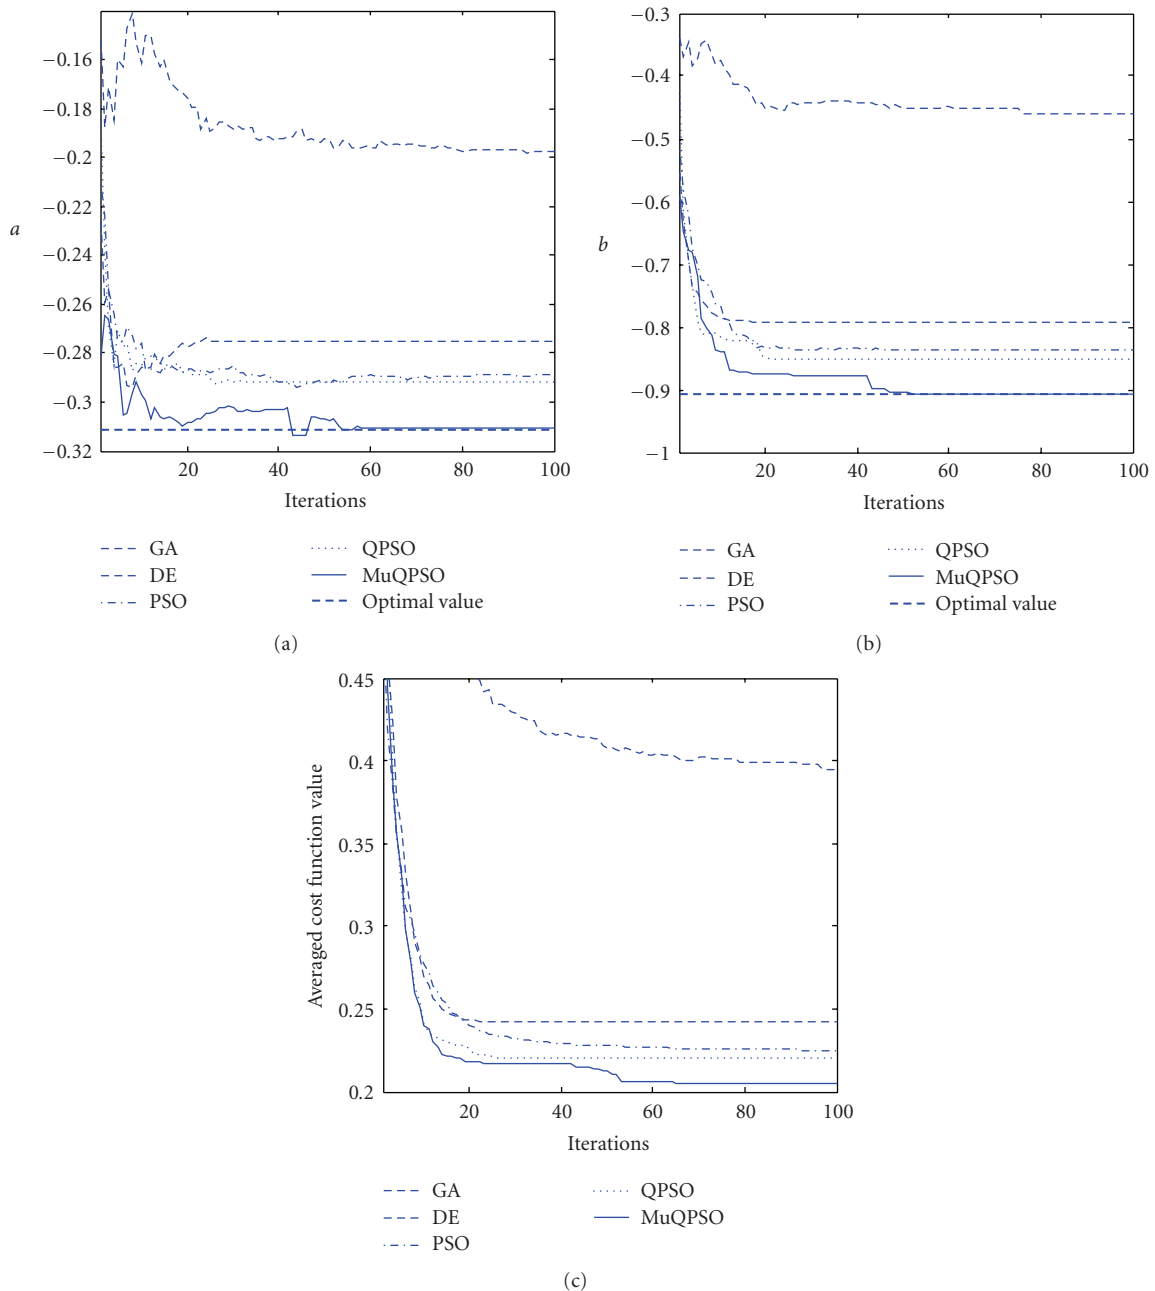 −0.16
−0.18
−0.2
−0.22
−0.24
−0.26
−0.28
−0.3
−0.32
a
20 40 60 80 100
Iterations
GA
DE
PSO
QPSO
MuQPSO
Optimal value
(a)
−0.3
−0.4
−0.5
−0.6
−0.7
−0.8
−0.9
−1
b
20 40 60 80 100
Iterations
GA
DE
PSO
QPSO
MuQPSO
Optimal value
(b)
0.45
0.4
0.35
0.3
0.25
0.2
Averaged cost function value
20 40 60 80 100
Iterations
GA
DE
PSO
QPSO
MuQPSO
(c)